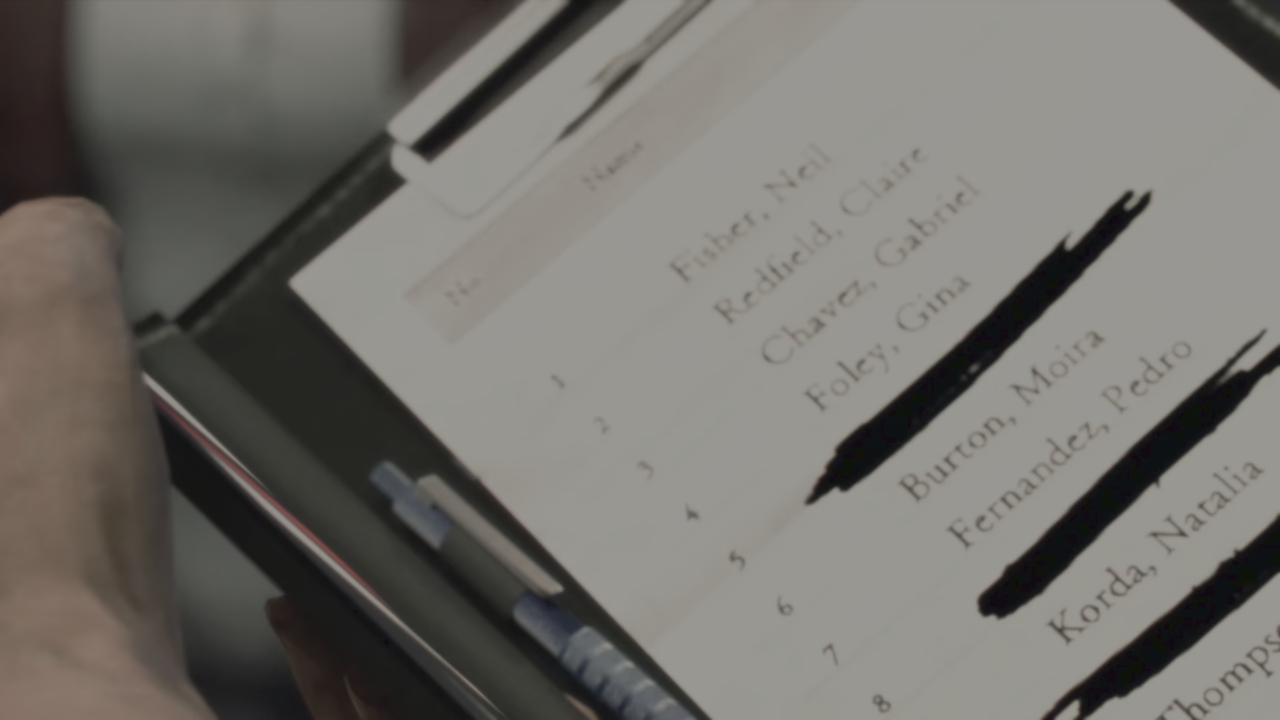 No. Name
1 Fisher, Neil
2 Redfield, Claire
3 Chavez, Gabriel
4 Foley, Gina
5
6 Burton, Moira
7 Fernandez, Pedro
8
Korda, Natalia